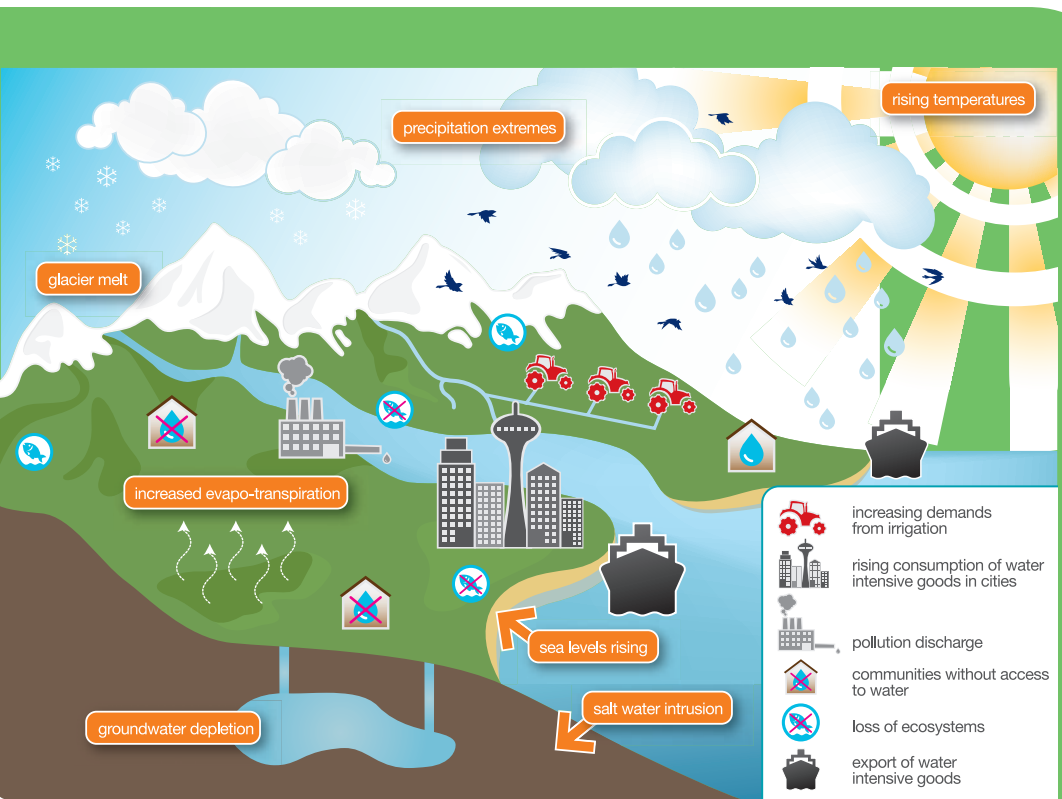 rising temperatures
precipitation extremes
glacier melt
increased evapo-transpiration
sea levels rising
salt water intrusion
groundwater depletion
increasing demands
from irrigation
rising consumption of water
intensive goods in cities
pollution discharge
communities without access
to water
loss of ecosystems
export of water
intensive goods